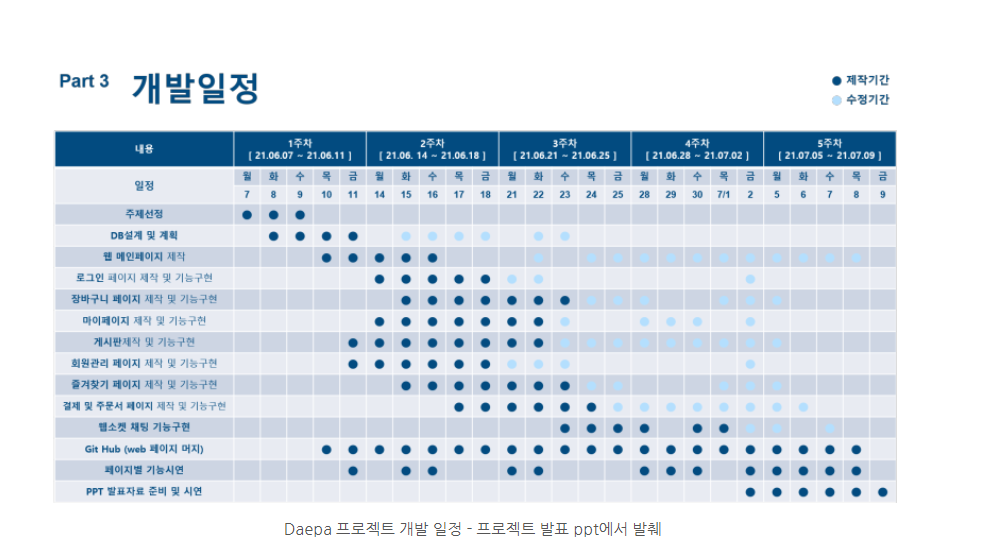 Part 3 개발일정
제작기간
수정기간
내용 1주차 2주차 3주차 4주차 5주차
[ 21.06.07 ~ 21.06.11 ] [ 21.06. 14 ~ 21.06.18 ] [ 21.06.21 ~ 21.06.25 ] [ 21.06.28 ~ 21.07.02 ] [ 21.07.05 ~ 21.07.09 ]
일정 월 화 수 목 금 월 화 수 목 금 월 화 수 목 금 월 화 수 목 금 월 화 수 목 금
7 8 9 10 11 14 15 16 17 18 21 22 23 24 25 28 29 30 7/1 2 5 6 7 8 9
주제선정
DB설계 및 계획
웹 메인페이지 제작
로그인 페이지 제작 및 기능구현
장바구니 페이지 제작 및 기능구현
마이페이지 제작 및 기능구현
게시판제작 및 기능구현
회원관리 페이지 제작 및 기능구현
즐겨찾기 페이지 제작 및 기능구현
결제 및 주문서 페이지 제작 및 기능구현
웹소켓 채팅 기능구현
Git Hub (web 페이지 머지)
페이지별 기능시연
PPT 발표자료 준비 및 시연
Daepa 프로젝트 개발 일정 - 프로젝트 발표 ppt에서 발췌